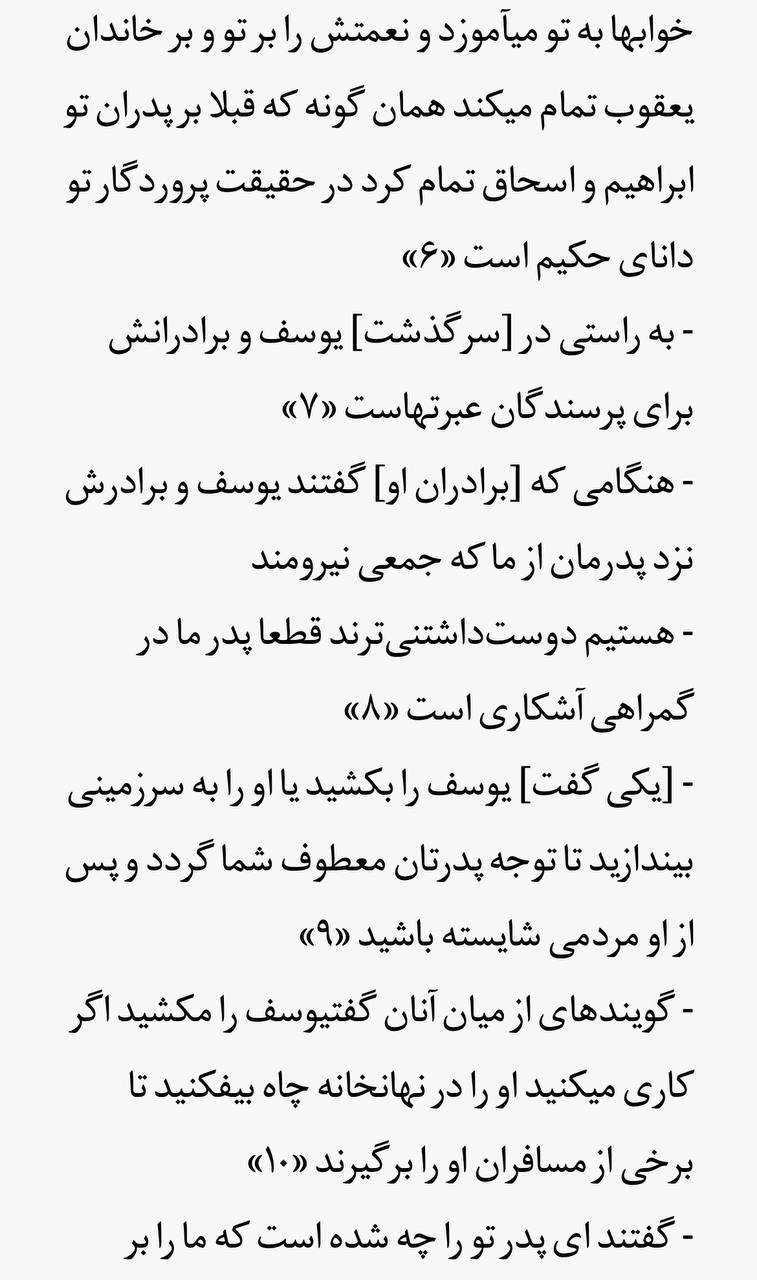 خوابها به تو میآموزد و نعمتش را بر تو و بر خاندان
یعقوب تمام میکند همان گونه که قبلا بر پدران تو
ابراهیم و اسحاق تمام کرد در حقیقت پروردگار تو
دانای حکیم است «۶»
- به راستی در [سرگذشت] یوسف و برادرانش
برای پرسندگان عبرتهاست «۷»
- هنگامی که [برادران او] گفتند یوسف و برادرش
نزد پدرمان از ما که جمعی نیرومند
- هستیم دوست‌داشتنی‌ترند قطعا پدر ما در
گمراهی آشکاری است «۸»
- [یکی گفت] یوسف را بکشید یا او را به سرزمینی
بیندازید تا توجه پدرتان معطوف شما گردد و پس
از او مردمی شایسته باشید «۹»
- گویندهای از میان آنان گفتیوسف را مکشید اگر
کاری میکنید او را در نهانخانه چاه بیفکنید تا
برخی از مسافران او را برگیرند «۱۰»
- گفتند ای پدر تو را چه شده است که ما را بر